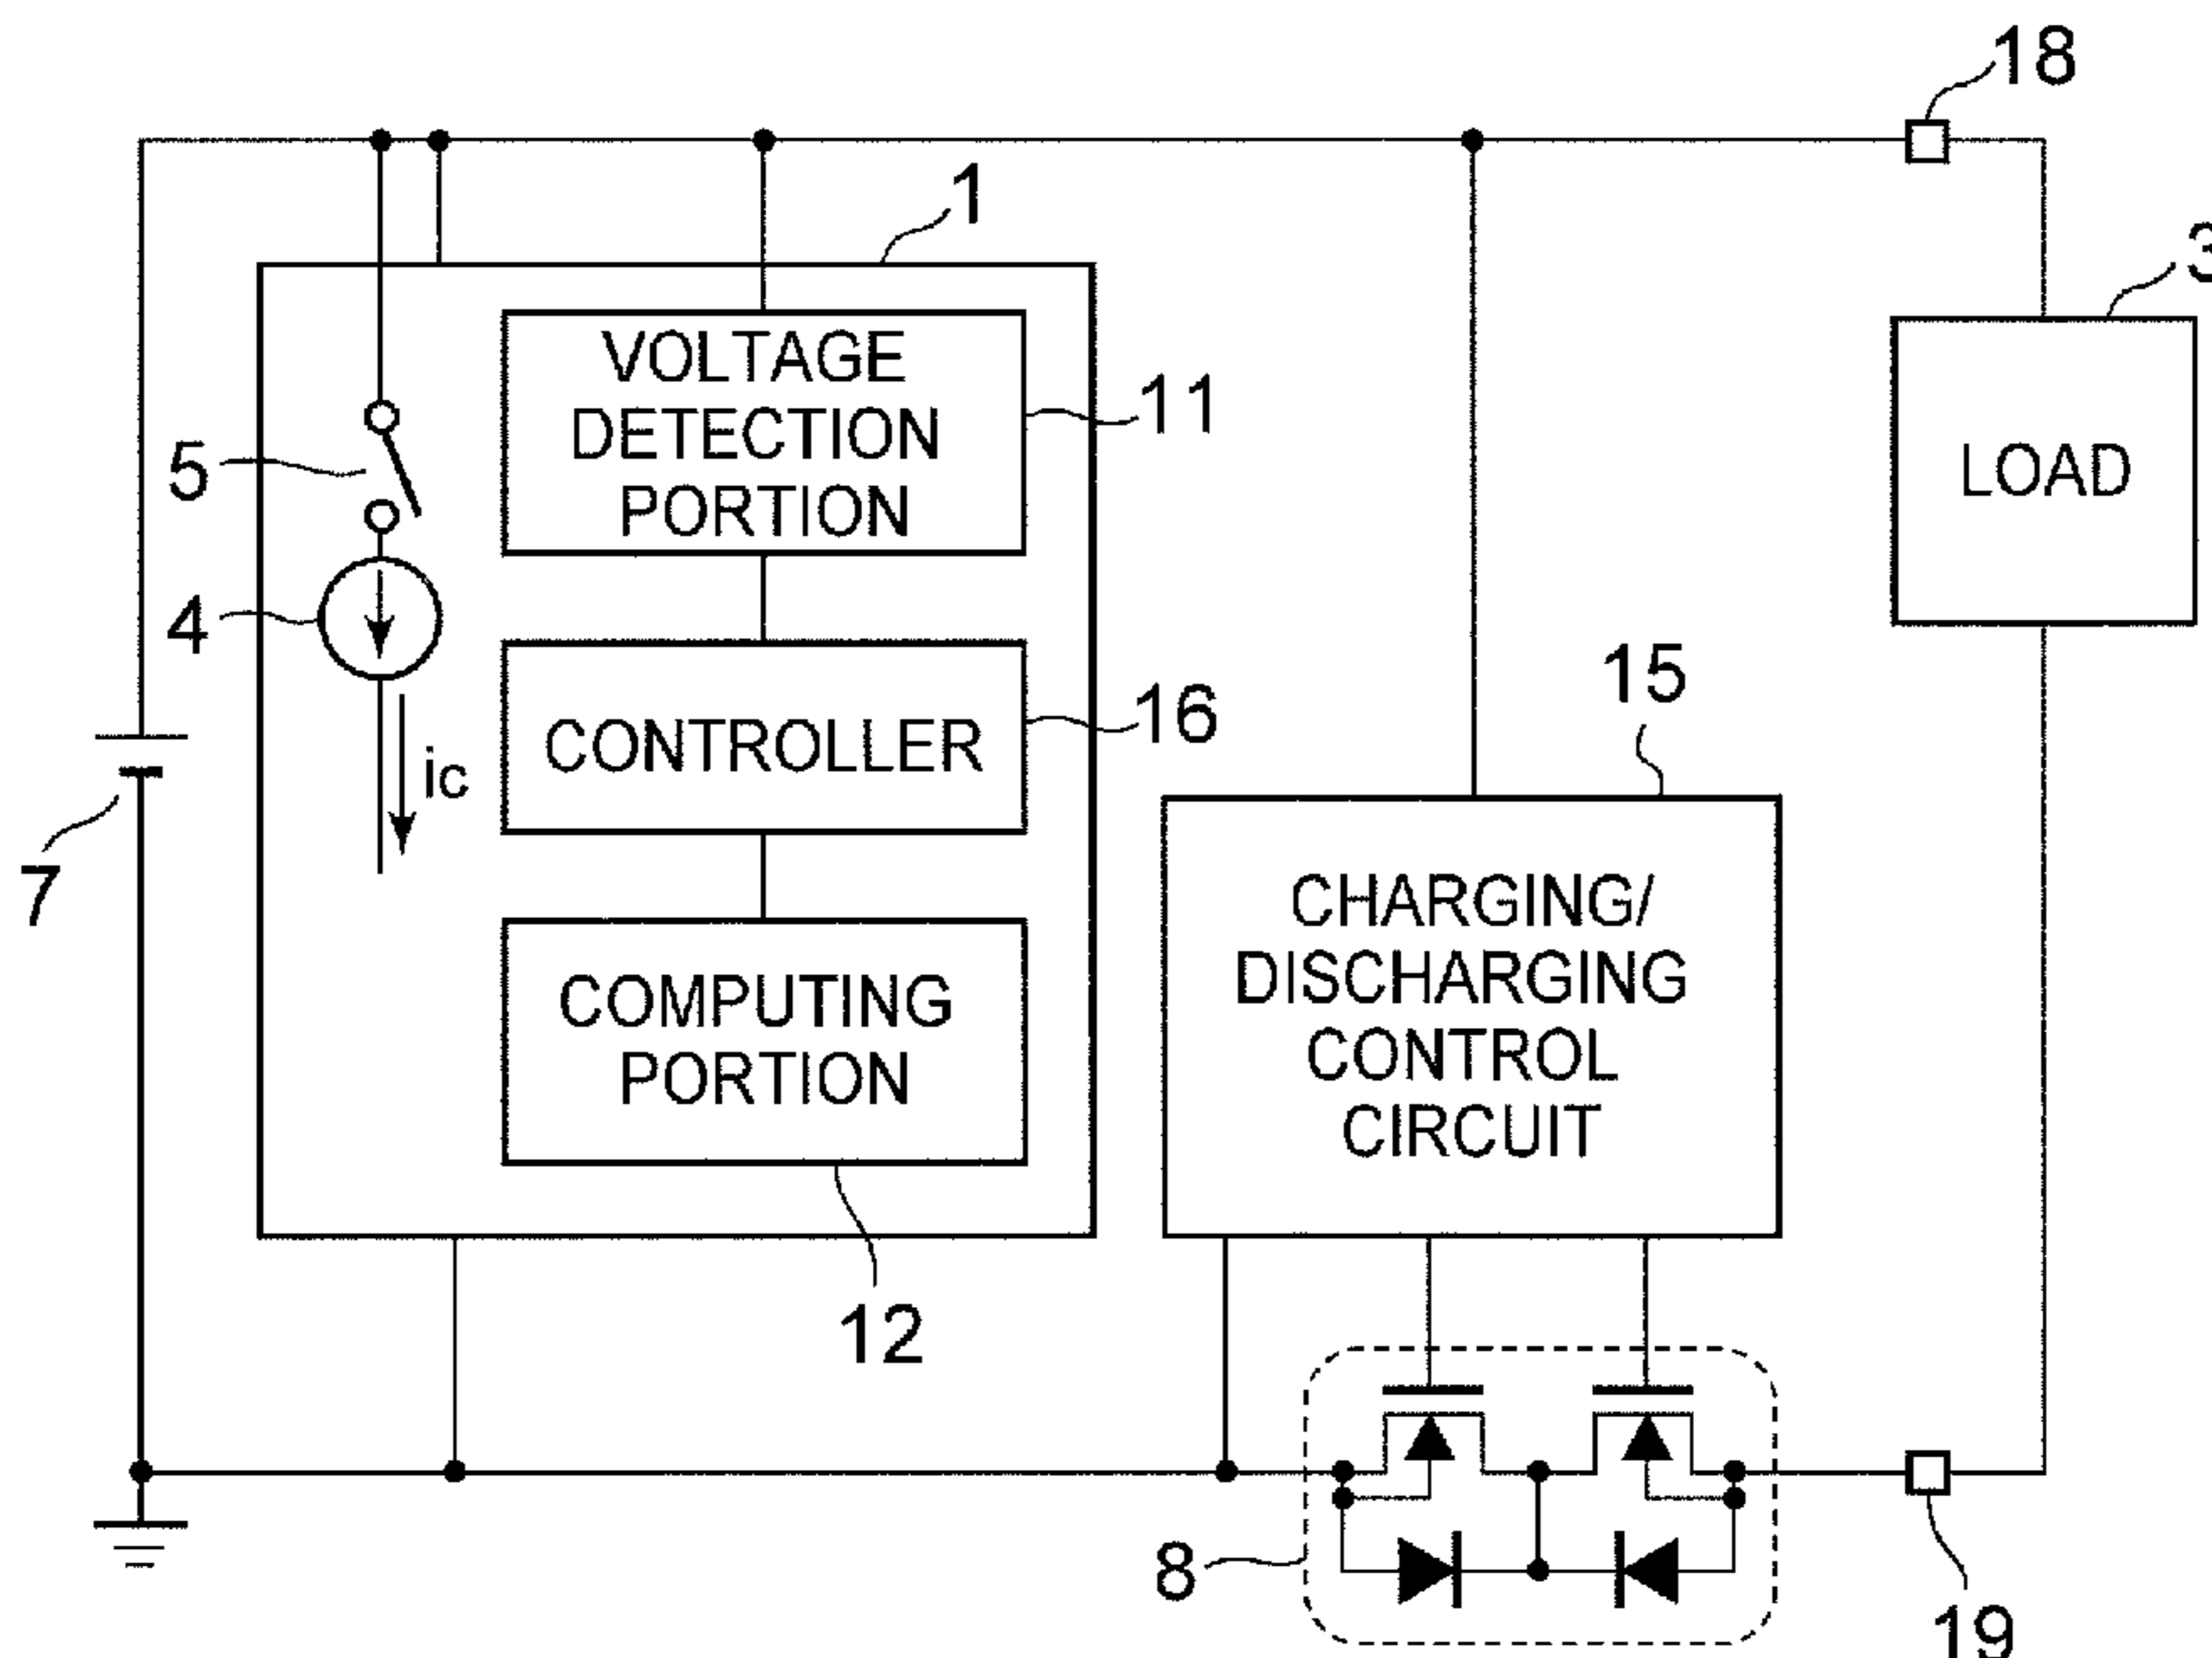 18
1
3
VOLTAGE
DETECTION
PORTION
11
5
LOAD
4
15
CONTROLLER
16
ic
7
CHARGING/
DISCHARGING
CONTROL
CIRCUIT
COMPUTING
PORTION
12
8
19